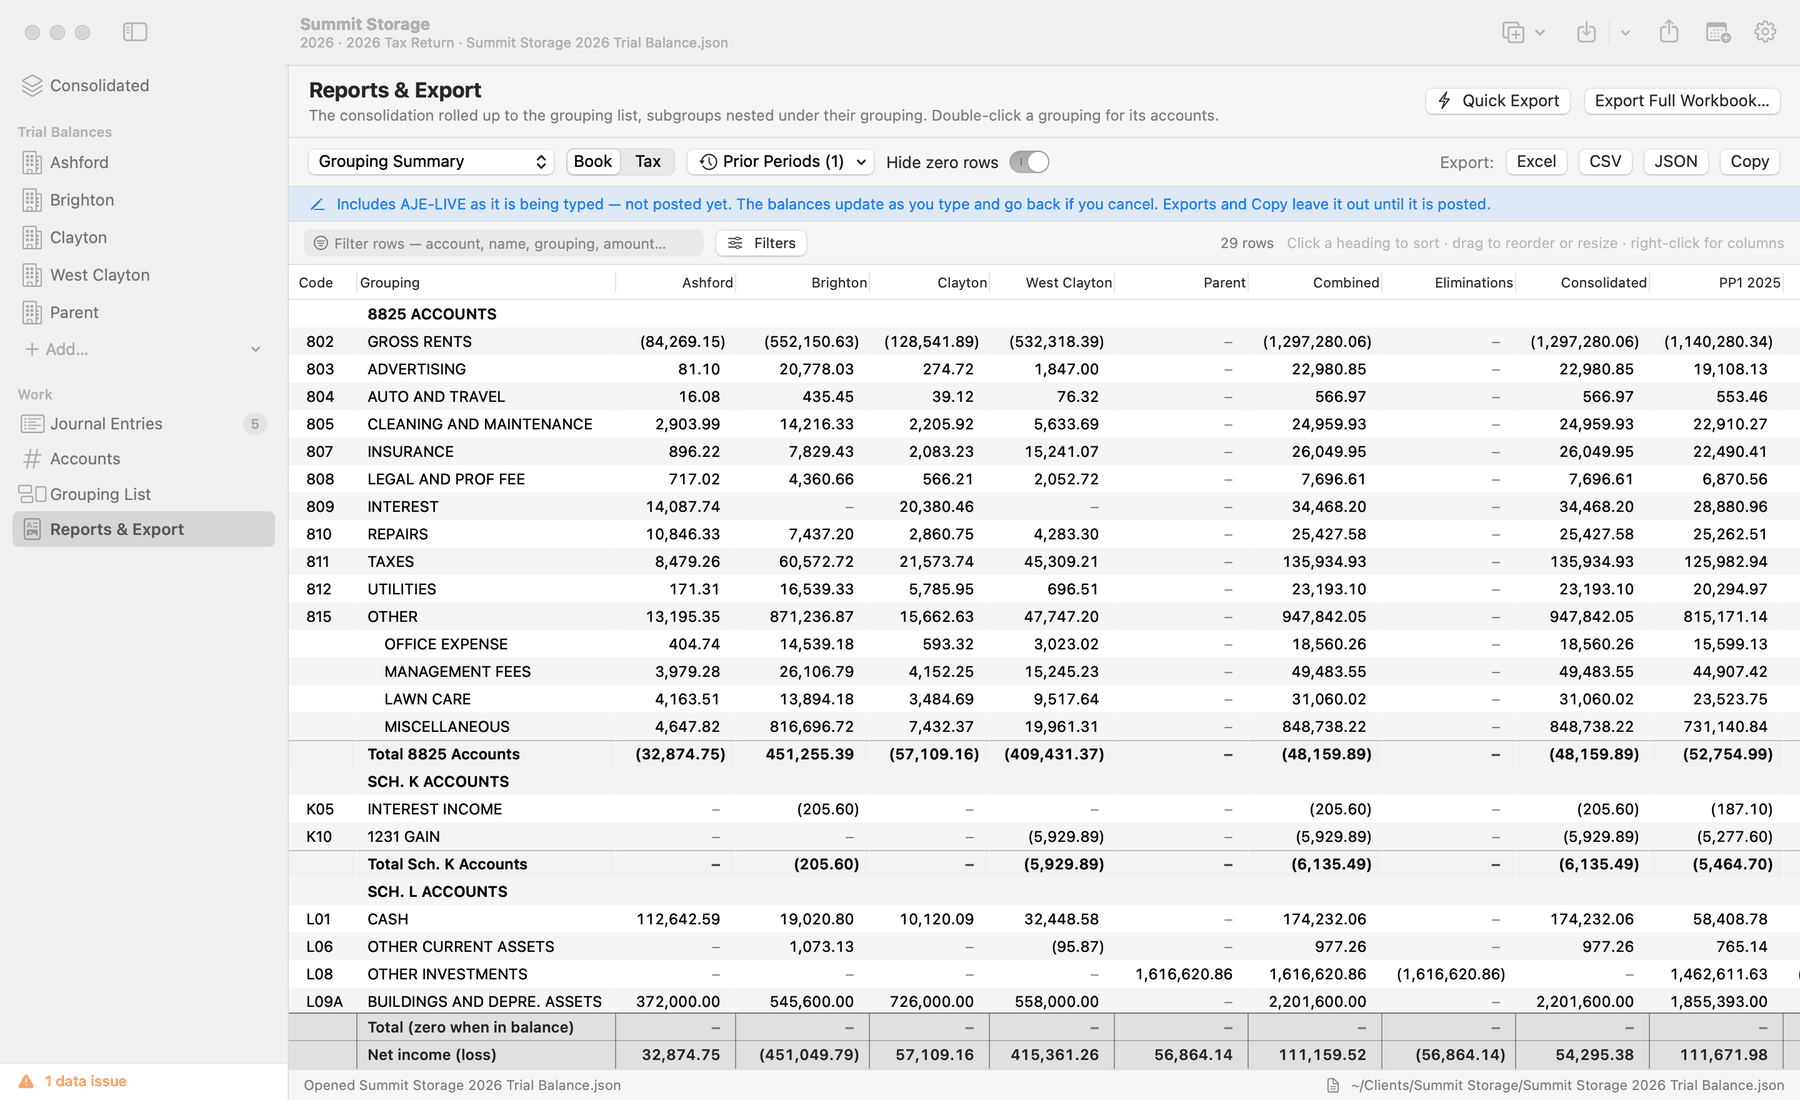 Summit Storage
2026 · 2026 Tax Return · Summit Storage 2026 Trial Balance.json
Consolidated
Trial Balances
Ashford
Brighton
Clayton
West Clayton
Parent
Add...
Work
Journal Entries 5
Accounts
Grouping List
Reports & Export
1 data issue
Reports & Export
The consolidation rolled up to the grouping list, subgroups nested under their grouping. Double-click a grouping for its accounts.
Quick Export Export Full Workbook...
Grouping Summary Book Tax Prior Periods (1) Hide zero rows Export: Excel CSV JSON Copy
Includes AJE-LIVE as it is being typed — not posted yet. The balances update as you type and go back if you cancel. Exports and Copy leave it out until it is posted.
Filter rows — account, name, grouping, amount... Filters 29 rows Click a heading to sort · drag to reorder or resize · right-click for columns
Code Grouping Ashford Brighton Clayton West Clayton Parent Combined Eliminations Consolidated PP1 2025
8825 ACCOUNTS
802 GROSS RENTS (84,269.15) (552,150.63) (128,541.89) (532,318.39) – (1,297,280.06) – (1,297,280.06) (1,140,280.34)
803 ADVERTISING 81.10 20,778.03 274.72 1,847.00 – 22,980.85 – 22,980.85 19,108.13
804 AUTO AND TRAVEL 16.08 435.45 39.12 76.32 – 566.97 – 566.97 553.46
805 CLEANING AND MAINTENANCE 2,903.99 14,216.33 2,205.92 5,633.69 – 24,959.93 – 24,959.93 22,910.27
807 INSURANCE 896.22 7,829.43 2,083.23 15,241.07 – 26,049.95 – 26,049.95 22,490.41
808 LEGAL AND PROF FEE 717.02 4,360.66 566.21 2,052.72 – 7,696.61 – 7,696.61 6,870.56
809 INTEREST 14,087.74 – 20,380.46 – – 34,468.20 – 34,468.20 28,880.96
810 REPAIRS 10,846.33 7,437.20 2,860.75 4,283.30 – 25,427.58 – 25,427.58 25,262.51
811 TAXES 8,479.26 60,572.72 21,573.74 45,309.21 – 135,934.93 – 135,934.93 125,982.94
812 UTILITIES 171.31 16,539.33 5,785.95 696.51 – 23,193.10 – 23,193.10 20,294.97
815 OTHER 13,195.35 871,236.87 15,662.63 47,747.20 – 947,842.05 – 947,842.05 815,171.14
OFFICE EXPENSE 404.74 14,539.18 593.32 3,023.02 – 18,560.26 – 18,560.26 15,599.13
MANAGEMENT FEES 3,979.28 26,106.79 4,152.25 15,245.23 – 49,483.55 – 49,483.55 44,907.42
LAWN CARE 4,163.51 13,894.18 3,484.69 9,517.64 – 31,060.02 – 31,060.02 23,523.75
MISCELLANEOUS 4,647.82 816,696.72 7,432.37 19,961.31 – 848,738.22 – 848,738.22 731,140.84
Total 8825 Accounts (32,874.75) 451,255.39 (57,109.16) (409,431.37) – (48,159.89) – (48,159.89) (52,754.99)
SCH. K ACCOUNTS
K05 INTEREST INCOME – (205.60) – – – (205.60) – (205.60) (187.10)
K10 1231 GAIN – – – (5,929.89) – (5,929.89) – (5,929.89) (5,277.60)
Total Sch. K Accounts – (205.60) – (5,929.89) – (6,135.49) – (6,135.49) (5,464.70)
SCH. L ACCOUNTS
L01 CASH 112,642.59 19,020.80 10,120.09 32,448.58 – 174,232.06 – 174,232.06 58,408.78
L06 OTHER CURRENT ASSETS – 1,073.13 – (95.87) – 977.26 – 977.26 765.14
L08 OTHER INVESTMENTS – – – – 1,616,620.86 1,616,620.86 (1,616,620.86) – 1,462,611.63
L09A BUILDINGS AND DEPRE. ASSETS 372,000.00 545,600.00 726,000.00 558,000.00 – 2,201,600.00 – 2,201,600.00 1,855,393.00
Total (zero when in balance) – – – – – – – – –
Net income (loss) 32,874.75 (451,049.79) 57,109.16 415,361.26 56,864.14 111,159.52 (56,864.14) 54,295.38 111,671.98
Opened Summit Storage 2026 Trial Balance.json ~/Clients/Summit Storage/Summit Storage 2026 Trial Balance.json